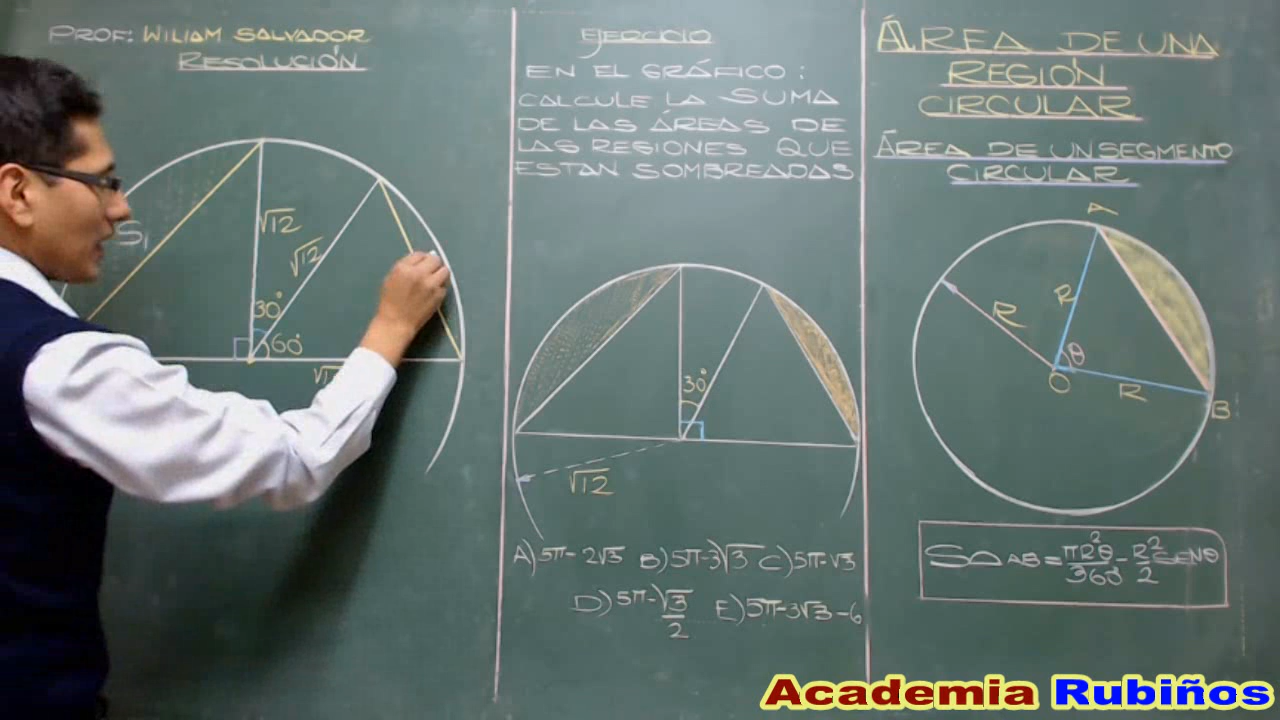 PROF: WILIAM SALVADOR
RESOLUCIÓN
S₁
√12
√12
30°
60°
EJERCICIO
EN EL GRÁFICO:
CALCULE LA SUMA
DE LAS ÁREAS DE
LAS REGIONES QUE
ESTAN SOMBREADAS
30°
√12
A) 5π - 2√3 B) 5π - 3√3 C) 5π - √3
D) 5π - √3/2 E) 5π - 3√3 - 6
ÁREA DE UNA
REGIÓN
CIRCULAR
ÁREA DE UN SEGMENTO
CIRCULAR
A
R
R
θ
O
R
B
S△AB = πR²θ/360° - R²/2 SENθ
Academia Rubiños